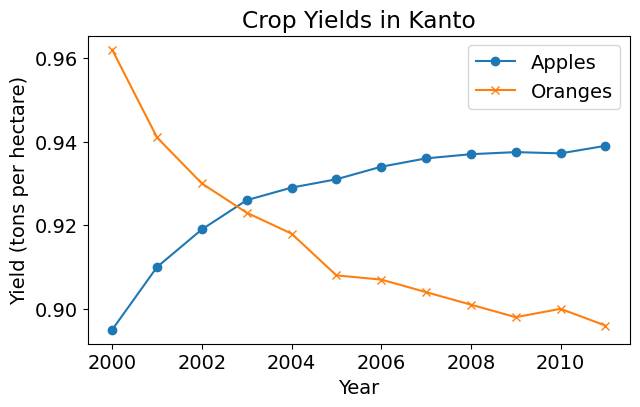 Crop Yields in Kanto
Yield (tons per hectare)
0.96
0.94
0.92
0.90
Apples
Oranges
2000 2002 2004 2006 2008 2010
Year